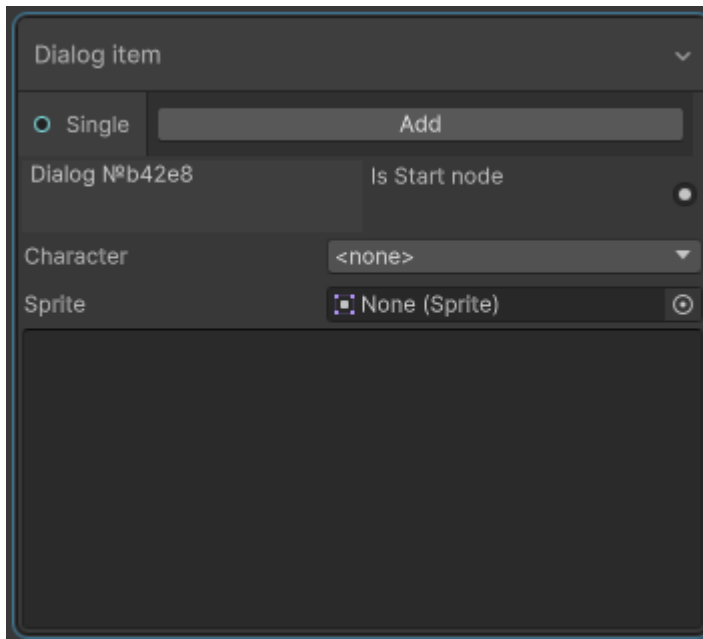 Dialog item
Single
Add
Dialog №b42e8
Is Start node
Character
<none>
Sprite
None (Sprite)